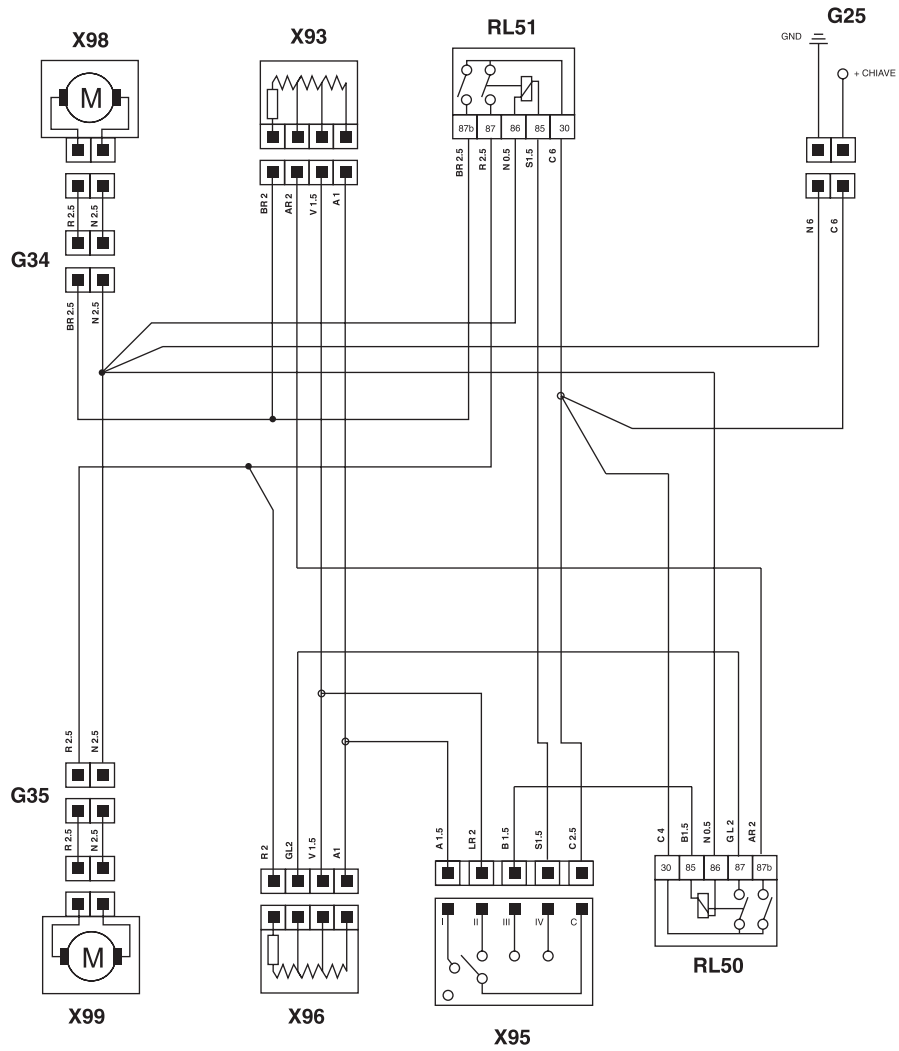 X98
X93
RL51
G25
GND
+ CHIAVE
M
87b 87 86 85 30
BR 2.5
R 2.5
N 0.5
S1.5
C 6
R 2.5
N 2.5
BR 2
AR 2
V 1.5
A 1
N 6
C 6
G34
BR 2.5
N 2.5
R 2.5
N 2.5
G35
R 2.5
N 2.5
R 2
GL2
V 1.5
A1
A 1.5
LR 2
B 1.5
S1.5
C 2.5
C 4
B1.5
N 0.5
G L 2
AR 2
30 85 86 87 87b
I II III IV C
M
X99
X96
X95
RL50